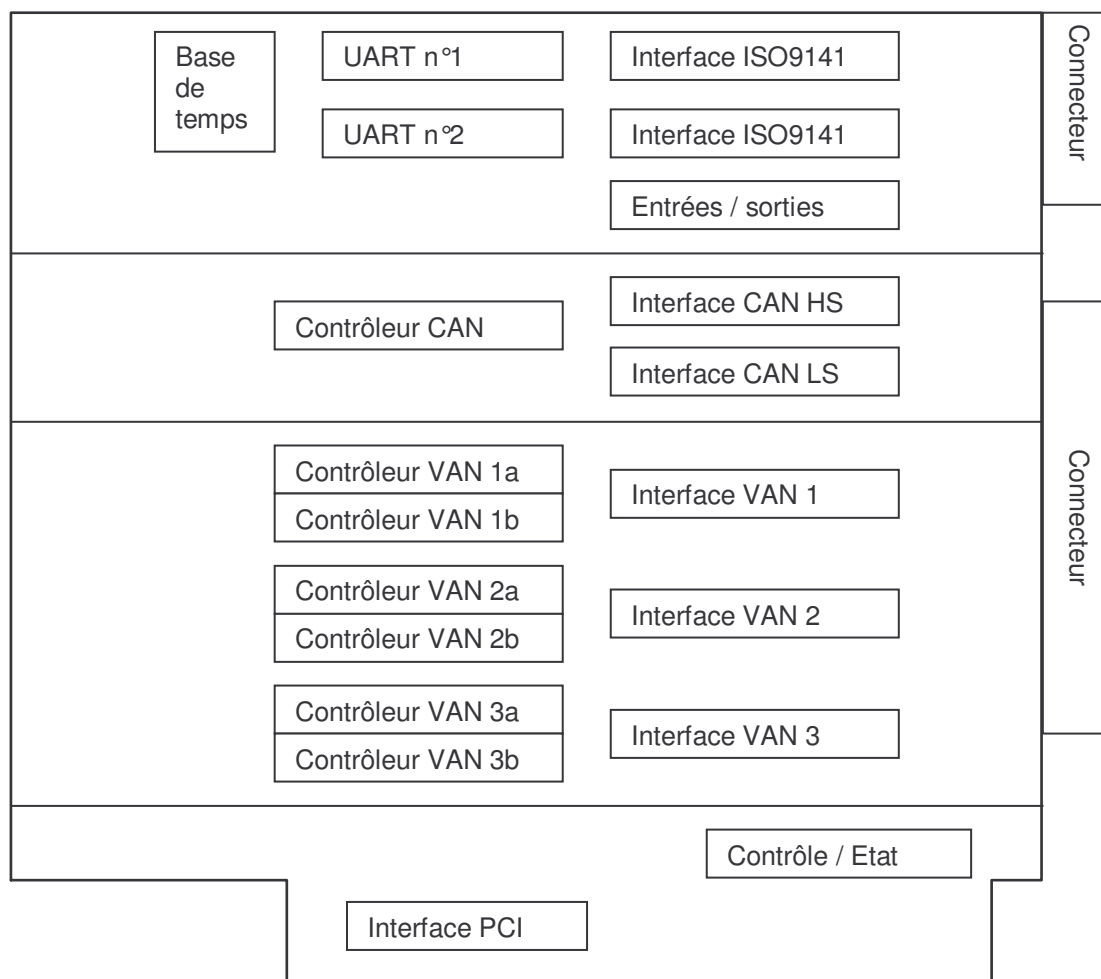 Base
de
temps
UART n°1
Interface ISO9141
Connecteur
UART n°2
Interface ISO9141
Entrées / sorties
Contrôleur CAN
Interface CAN HS
Interface CAN LS
Contrôleur VAN 1a
Contrôleur VAN 1b
Interface VAN 1
Connecteur
Contrôleur VAN 2a
Contrôleur VAN 2b
Interface VAN 2
Contrôleur VAN 3a
Contrôleur VAN 3b
Interface VAN 3
Contrôle / Etat
Interface PCI